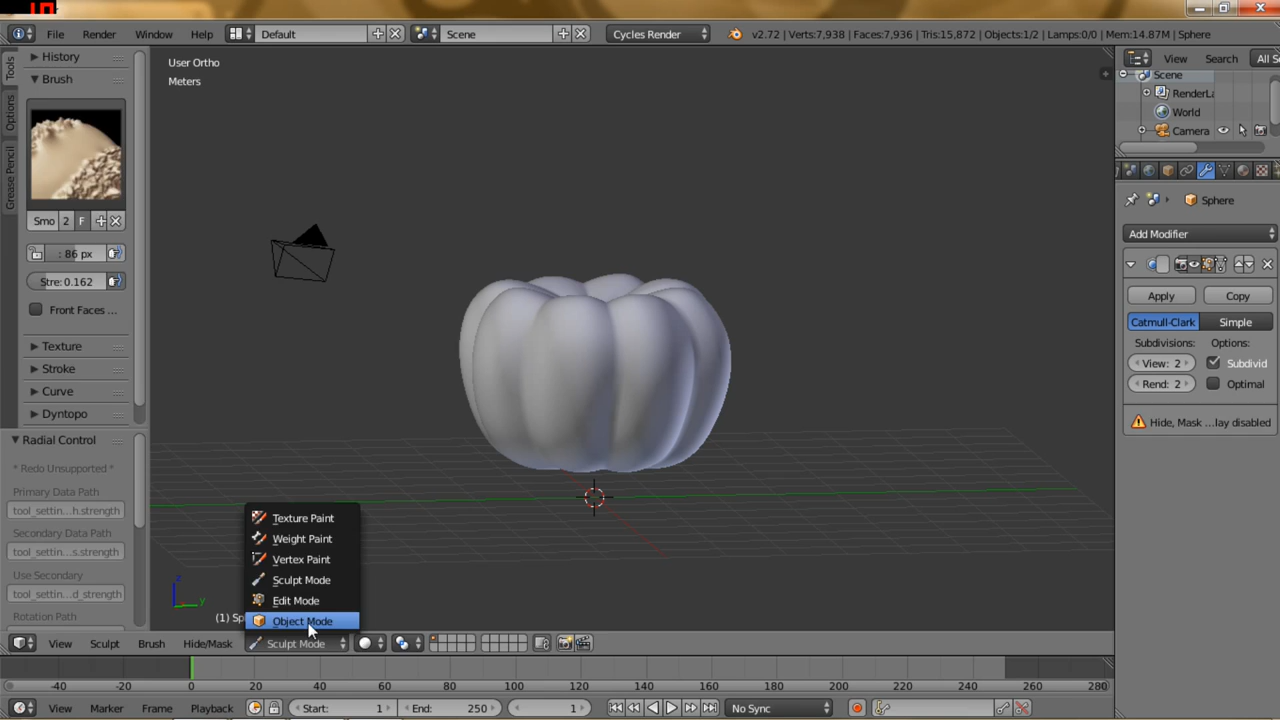 File Render Window Help Default Scene Cycles Render v2.72 | Verts:7,938 | Faces:7,936 | Tris:15,872 | Objects:1/2 | Lamps:0/0 | Mem:14.87M | Sphere
Tools
Options
Grease Pencil
History
Brush
Smo 2 F
: 86 px
Stre: 0.162
Front Faces ...
Texture
Stroke
Curve
Dyntopo
Radial Control
* Redo Unsupported *
Primary Data Path
tool_settin...h.strength
Secondary Data Path
tool_settin...s.strength
Use Secondary
tool_settin...d_strength
Rotation Path
User Ortho
Meters
z
y
(1) Sp
Texture Paint
Weight Paint
Vertex Paint
Sculpt Mode
Edit Mode
Object Mode
View Sculpt Brush Hide/Mask Sculpt Mode
-40 -20 0 20 40 60 80 100 120 140 160 180 200 220 240 260 280
View Marker Frame Playback Start: 1 End: 250 1 No Sync
View Search All S
Scene
RenderLa
World
Camera
Sphere
Add Modifier
Apply Copy
Catmull-Clark Simple
Subdivisions: Options:
View: 2 Subdivid
Rend: 2 Optimal
Hide, Mask ...lay disabled